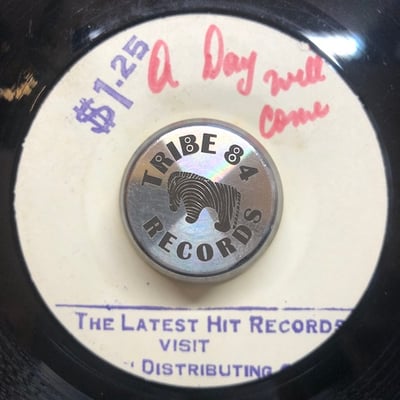 $1.25
A Day will
come
TRIBE 84
RECORDS
THE LATEST HIT RECORDS
VISIT
DISTRIBUTING